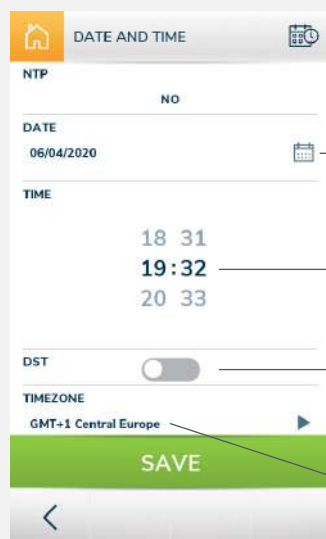 DATE AND TIME
NTP
NO
DATE
06/04/2020
TIME
18 31
19:32
20 33
DST
TIMEZONE
GMT+1 Central Europe
SAVE